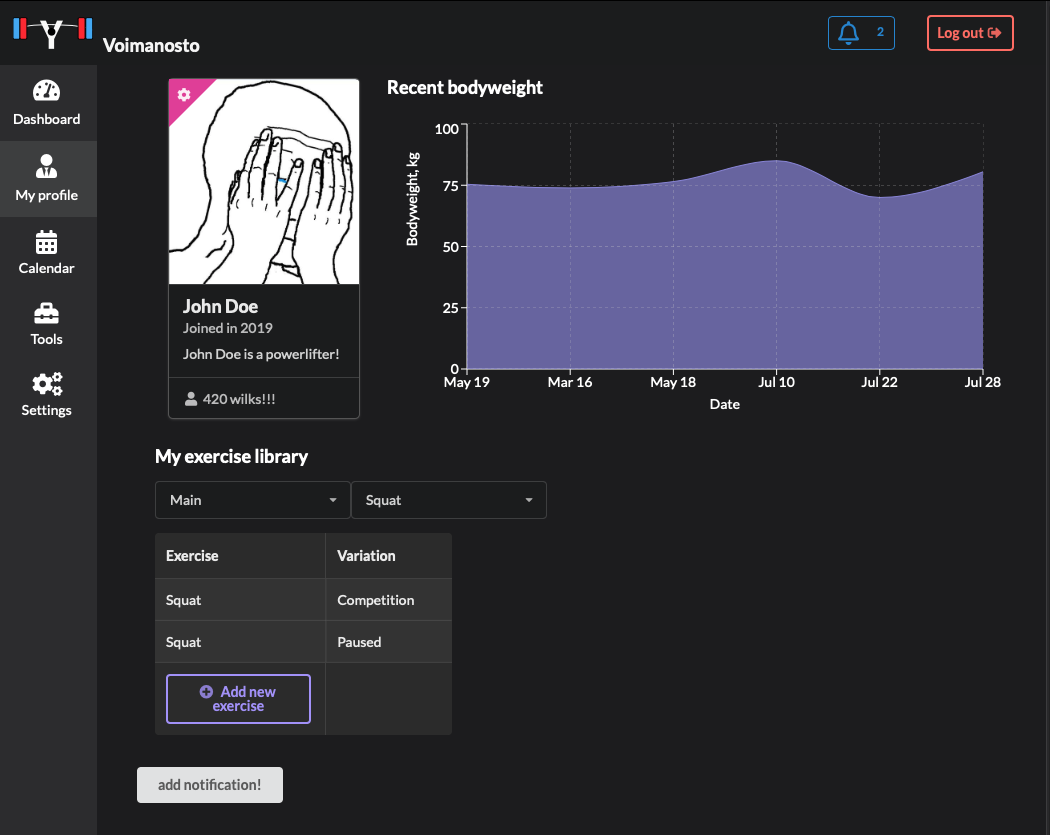 Voimanosto
2
Log out
Dashboard
My profile
Calendar
Tools
Settings
John Doe
Joined in 2019
John Doe is a powerlifter!
420 wilks!!!
Recent bodyweight
Bodyweight, kg
100
75
50
25
0
May 19 Mar 16 May 18 Jul 10 Jul 22 Jul 28
Date
My exercise library
Main Squat
Exercise Variation
Squat Competition
Squat Paused
Add new
exercise
add notification!